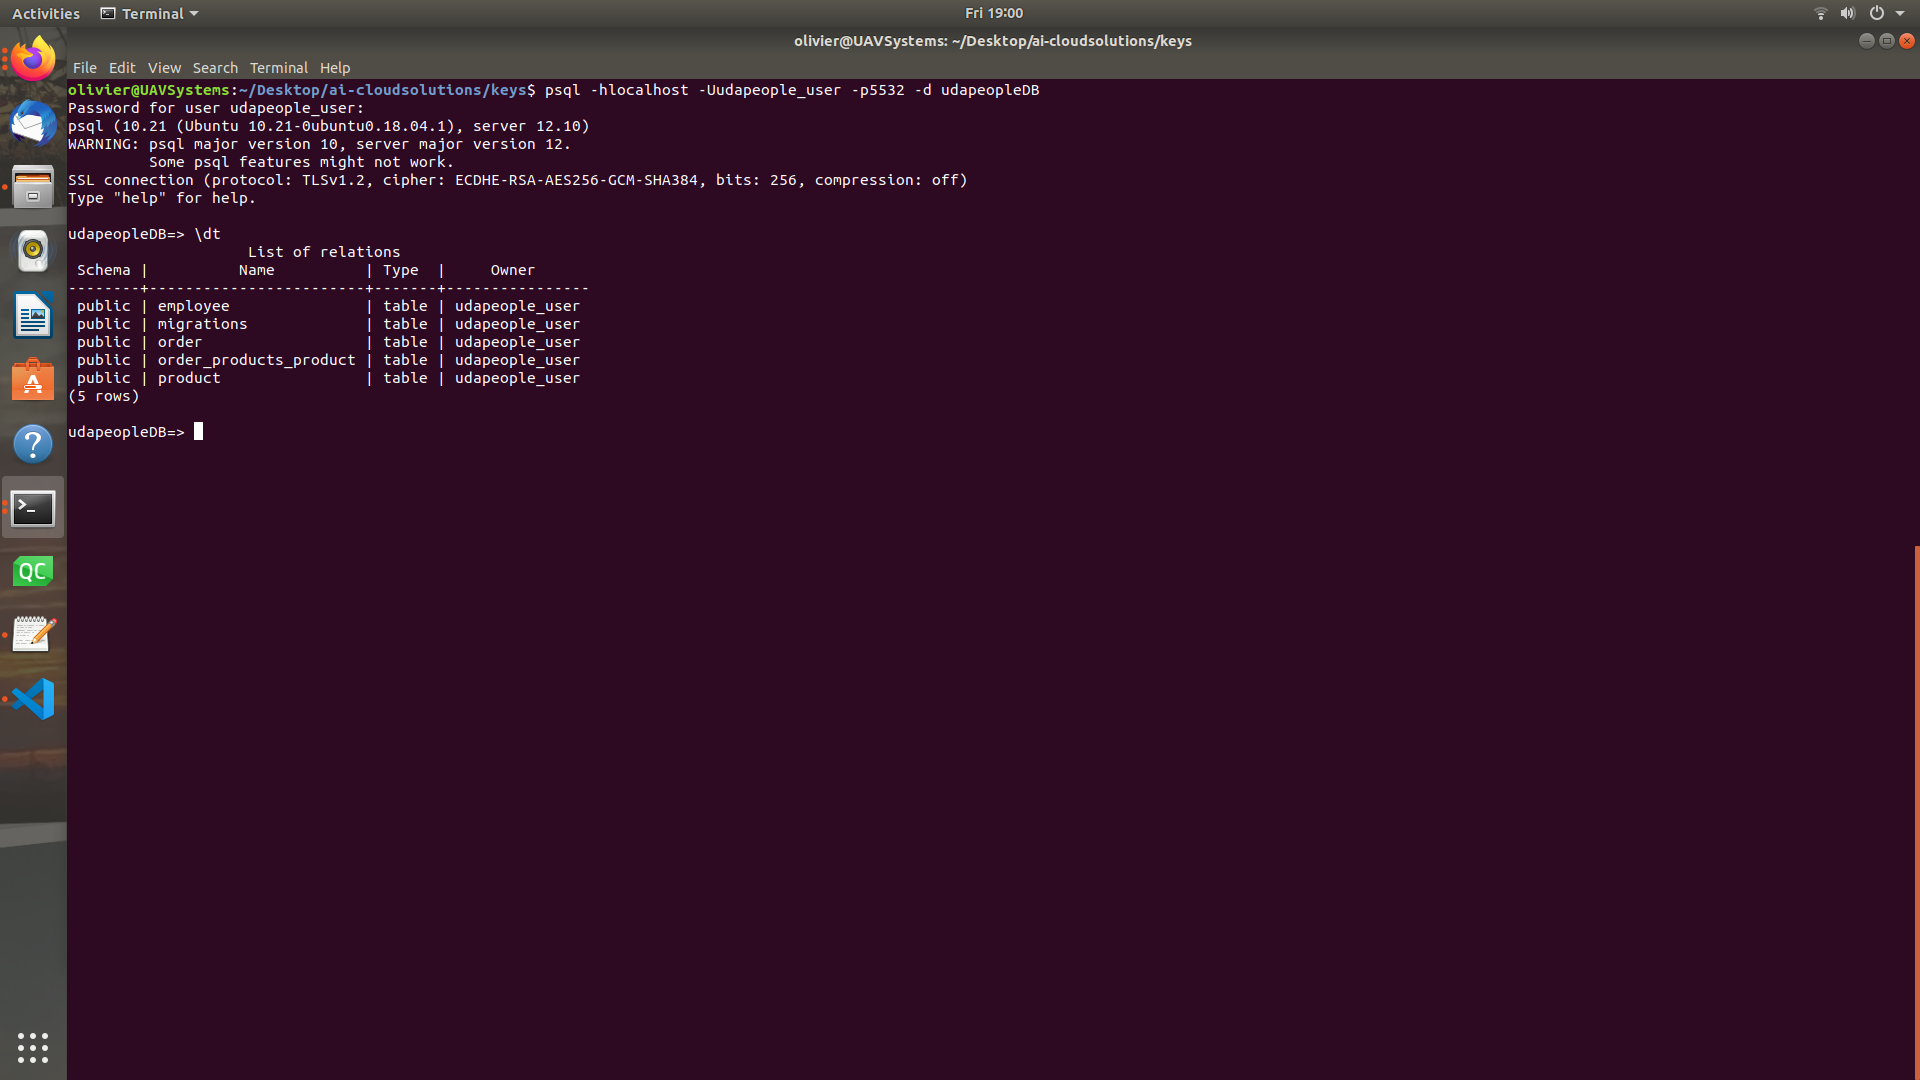 Activities Terminal Fri 19:00
olivier@UAVSystems: ~/Desktop/ai-cloudsolutions/keys
File Edit View Search Terminal Help
olivier@UAVSystems:~/Desktop/ai-cloudsolutions/keys$ psql -hlocalhost -Uudapeople_user -p5532 -d udapeopleDB
Password for user udapeople_user:
psql (10.21 (Ubuntu 10.21-0ubuntu0.18.04.1), server 12.10)
WARNING: psql major version 10, server major version 12.
         Some psql features might not work.
SSL connection (protocol: TLSv1.2, cipher: ECDHE-RSA-AES256-GCM-SHA384, bits: 256, compression: off)
Type "help" for help.

udapeopleDB=> \dt
                    List of relations
 Schema |          Name          | Type  |     Owner
--------+------------------------+-------+----------------
 public | employee               | table | udapeople_user
 public | migrations             | table | udapeople_user
 public | order                  | table | udapeople_user
 public | order_products_product | table | udapeople_user
 public | product                | table | udapeople_user
(5 rows)

udapeopleDB=>
QC